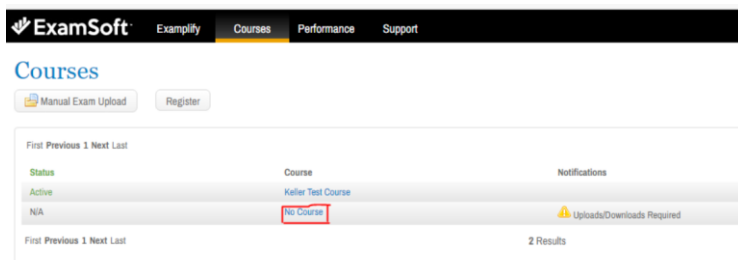 ExamSoft Examplify Courses Performance Support
Courses
Manual Exam Upload Register
First Previous 1 Next Last
Status Course Notifications
Active Keller Test Course
N/A No Course Uploads/Downloads Required
First Previous 1 Next Last 2 Results